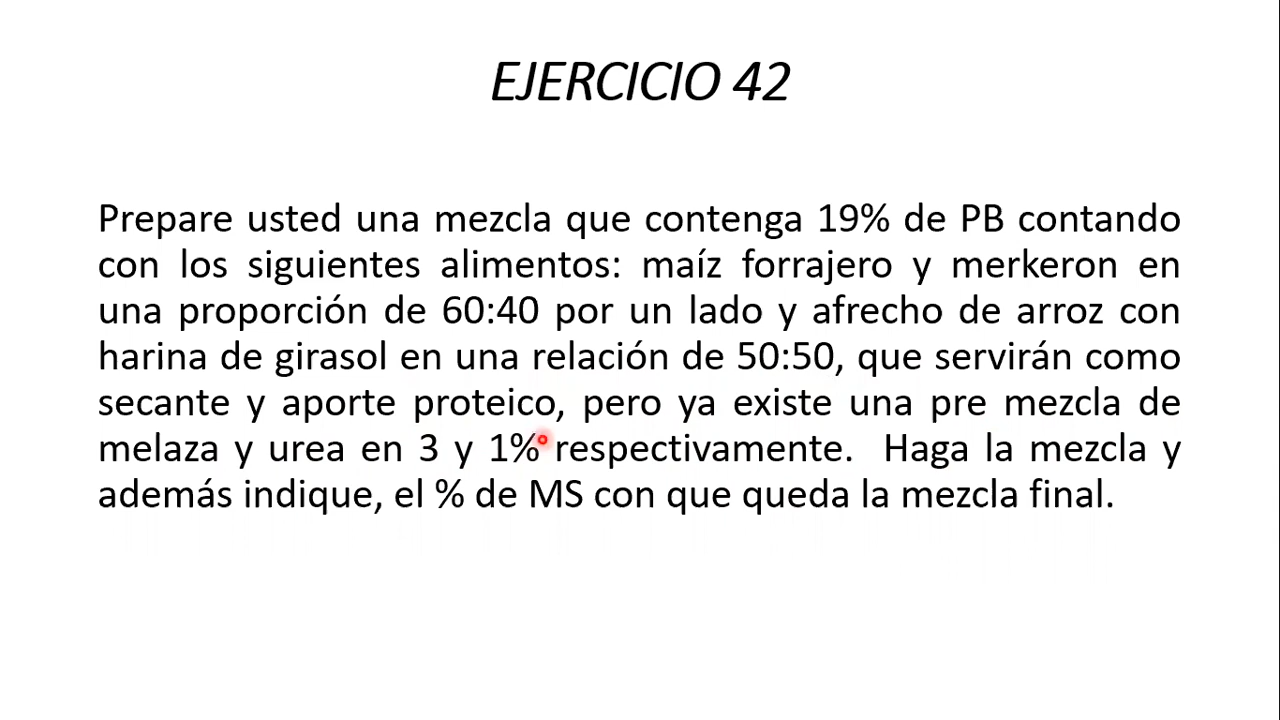 EJERCICIO 42
Prepare usted una mezcla que contenga 19% de PB contando
con los siguientes alimentos: maíz forrajero y merkeron en
una proporción de 60:40 por un lado y afrecho de arroz con
harina de girasol en una relación de 50:50, que servirán como
secante y aporte proteico, pero ya existe una pre mezcla de
melaza y urea en 3 y 1% respectivamente. Haga la mezcla y
además indique, el % de MS con que queda la mezcla final.